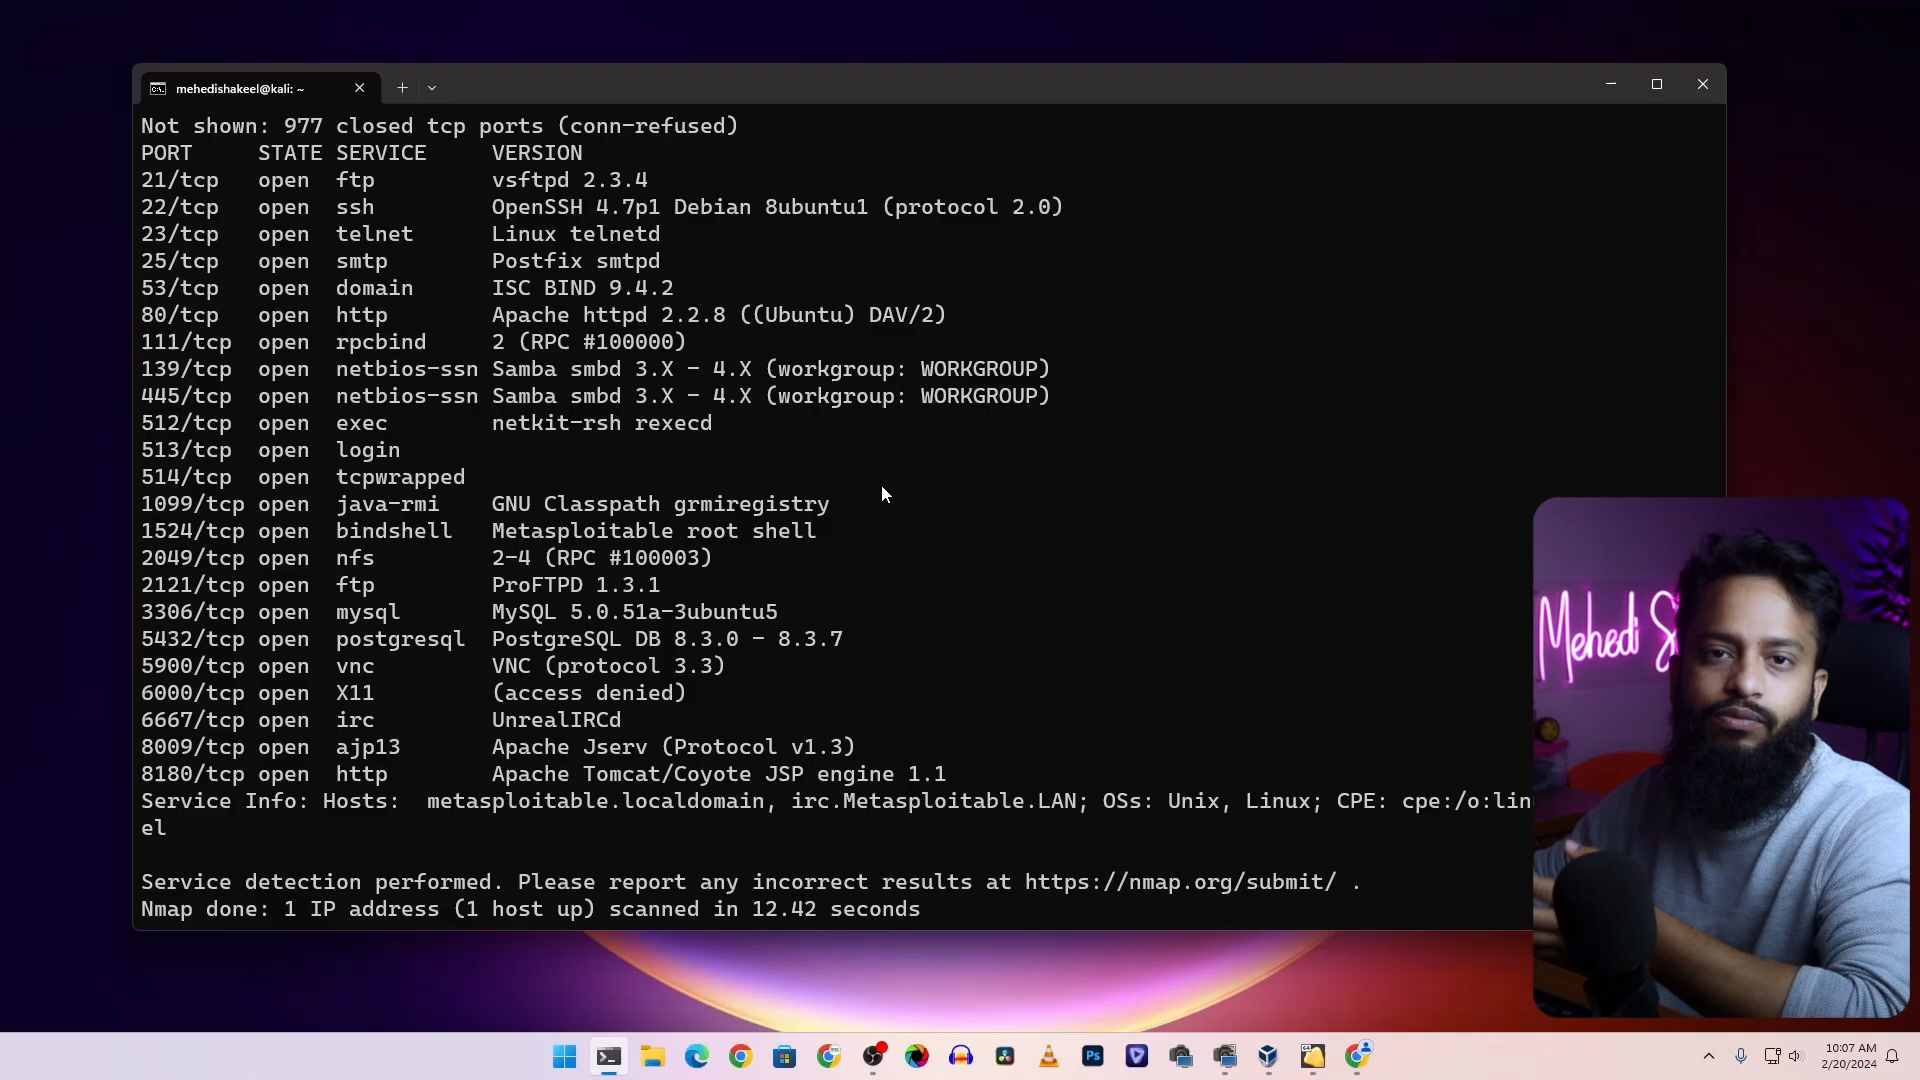 mehedishakeel@kali: ~
Not shown: 977 closed tcp ports (conn-refused)
PORT     STATE SERVICE     VERSION
21/tcp   open  ftp         vsftpd 2.3.4
22/tcp   open  ssh         OpenSSH 4.7p1 Debian 8ubuntu1 (protocol 2.0)
23/tcp   open  telnet      Linux telnetd
25/tcp   open  smtp        Postfix smtpd
53/tcp   open  domain      ISC BIND 9.4.2
80/tcp   open  http        Apache httpd 2.2.8 ((Ubuntu) DAV/2)
111/tcp  open  rpcbind     2 (RPC #100000)
139/tcp  open  netbios-ssn Samba smbd 3.X - 4.X (workgroup: WORKGROUP)
445/tcp  open  netbios-ssn Samba smbd 3.X - 4.X (workgroup: WORKGROUP)
512/tcp  open  exec        netkit-rsh rexecd
513/tcp  open  login
514/tcp  open  tcpwrapped
1099/tcp open  java-rmi    GNU Classpath grmiregistry
1524/tcp open  bindshell   Metasploitable root shell
2049/tcp open  nfs         2-4 (RPC #100003)
2121/tcp open  ftp         ProFTPD 1.3.1
3306/tcp open  mysql       MySQL 5.0.51a-3ubuntu5
5432/tcp open  postgresql  PostgreSQL DB 8.3.0 - 8.3.7
5900/tcp open  vnc         VNC (protocol 3.3)
6000/tcp open  X11         (access denied)
6667/tcp open  irc         UnrealIRCd
8009/tcp open  ajp13       Apache Jserv (Protocol v1.3)
8180/tcp open  http        Apache Tomcat/Coyote JSP engine 1.1
Service Info: Hosts:  metasploitable.localdomain, irc.Metasploitable.LAN; OSs: Unix, Linux; CPE: cpe:/o:lin
el
Service detection performed. Please report any incorrect results at https://nmap.org/submit/ .
Nmap done: 1 IP address (1 host up) scanned in 12.42 seconds
Mehedi
Ps
10:07 AM
2/20/2024